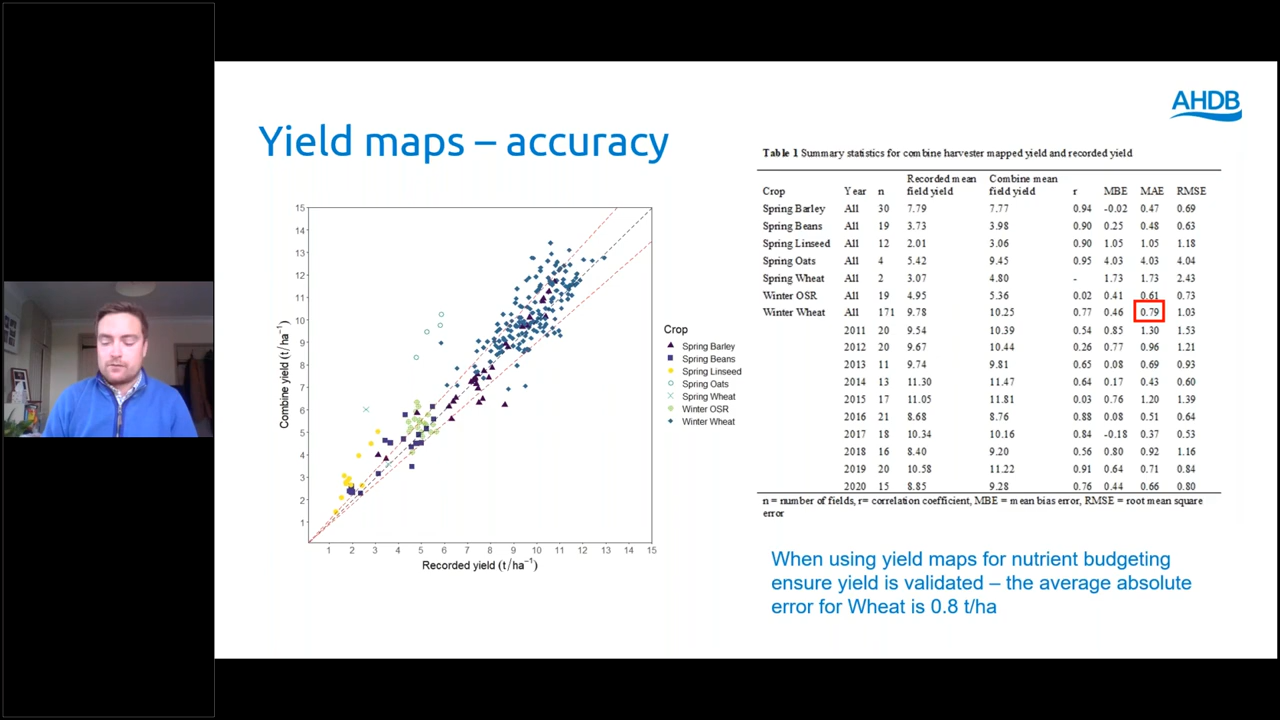 AHDB
Yield maps – accuracy
Table 1 Summary statistics for combine harvester mapped yield and recorded yield
Crop Year n Recorded mean field yield Combine mean field yield r MBE MAE RMSE
Spring Barley All 30 7.79 7.77 0.94 -0.02 0.47 0.69
Spring Beans All 19 3.73 3.98 0.90 0.25 0.48 0.63
Spring Linseed All 12 2.01 3.06 0.90 1.05 1.05 1.18
Spring Oats All 4 5.42 9.45 0.95 4.03 4.03 4.04
Spring Wheat All 2 3.07 4.80 - 1.73 1.73 2.43
Winter OSR All 19 4.95 5.36 0.02 0.41 0.61 0.73
Winter Wheat All 171 9.78 10.25 0.77 0.46 0.79 1.03
2011 20 9.54 10.39 0.54 0.85 1.30 1.53
2012 20 9.67 10.44 0.26 0.77 0.96 1.21
2013 11 9.74 9.81 0.65 0.08 0.69 0.93
2014 13 11.30 11.47 0.64 0.17 0.43 0.60
2015 17 11.05 11.81 0.03 0.76 1.20 1.39
2016 21 8.68 8.76 0.88 0.08 0.51 0.64
2017 18 10.34 10.16 0.84 -0.18 0.37 0.53
2018 16 8.40 9.20 0.56 0.80 0.92 1.16
2019 20 10.58 11.22 0.91 0.64 0.71 0.84
2020 15 8.85 9.28 0.76 0.44 0.66 0.80
n = number of fields, r= correlation coefficient, MBE = mean bias error, RMSE = root mean square
error
15
14
13
12
11
10
9
8
7
6
5
4
3
2
1
Combine yield (t/ha⁻¹)
1 2 3 4 5 6 7 8 9 10 11 12 13 14 15
Recorded yield (t/ha⁻¹)
Crop
Spring Barley
Spring Beans
Spring Linseed
Spring Oats
Spring Wheat
Winter OSR
Winter Wheat
When using yield maps for nutrient budgeting
ensure yield is validated – the average absolute
error for Wheat is 0.8 t/ha